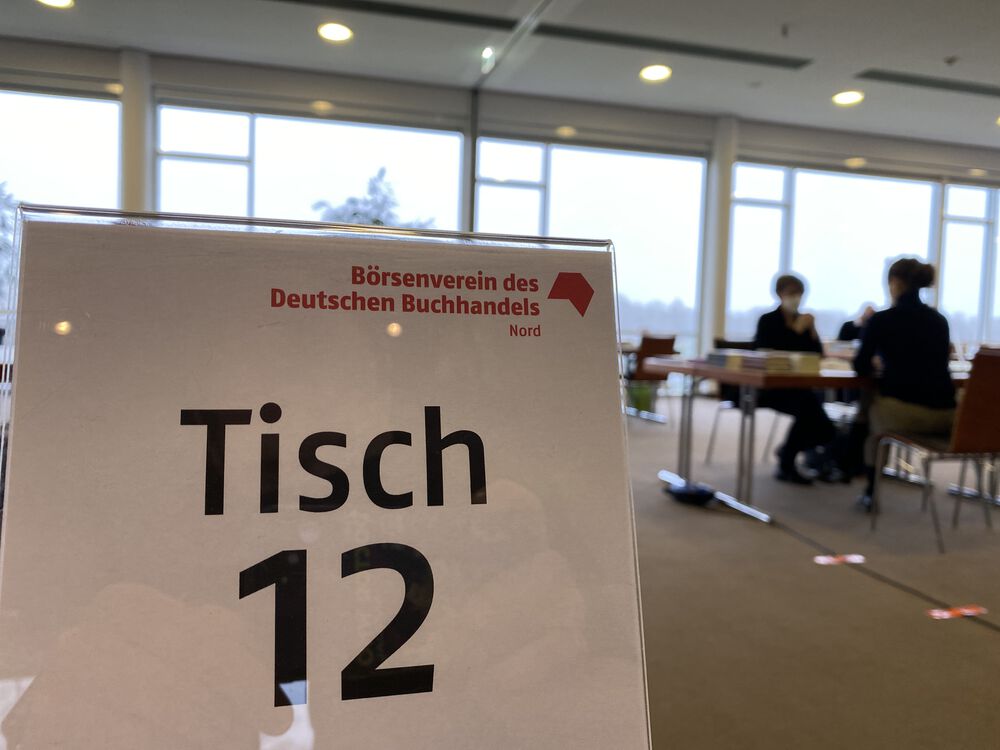 Börsenverein des
Deutschen Buchhandels
Nord
Tisch
12